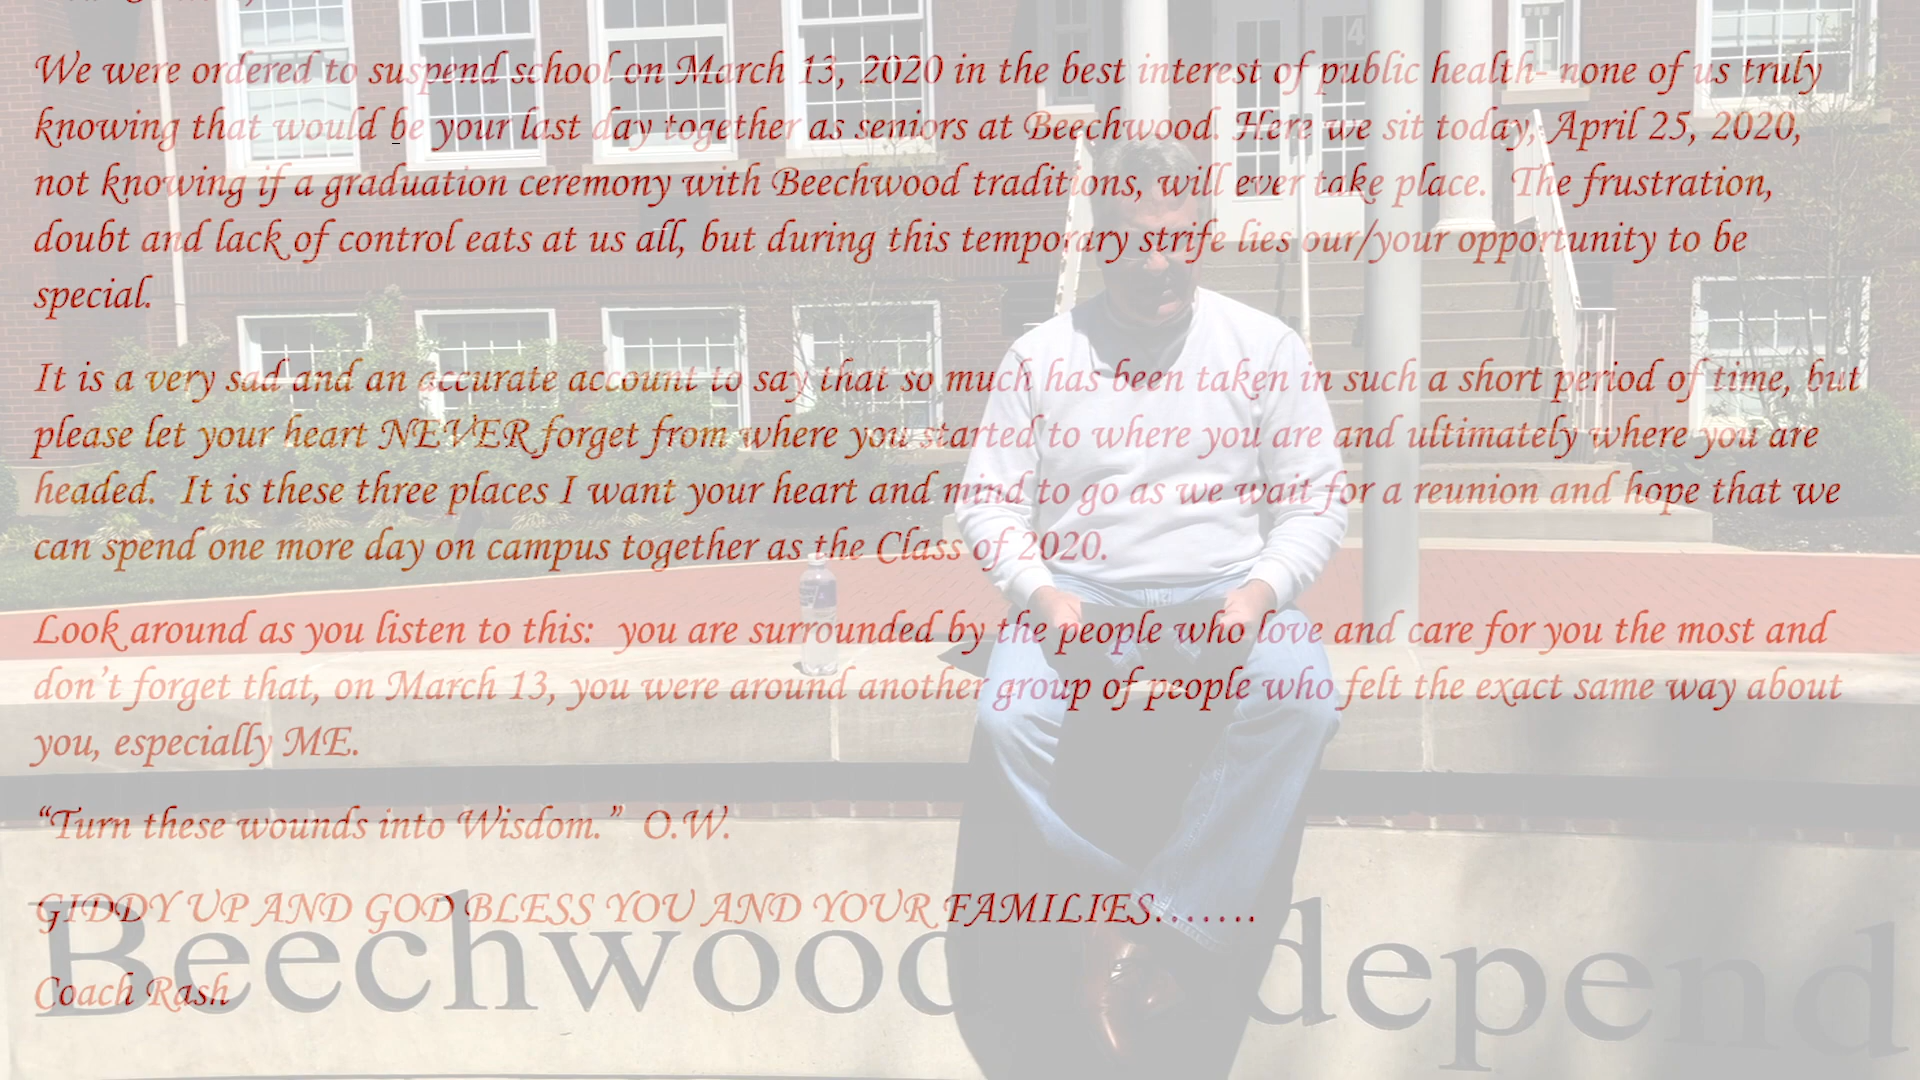 We were ordered to suspend school on March 13, 2020 in the best interest of public health- none of us truly
knowing that would be your last day together as seniors at Beechwood. Here we sit today, April 25, 2020,
not knowing if a graduation ceremony with Beechwood traditions, will ever take place. The frustration,
doubt and lack of control eats at us all, but during this temporary strife lies our/your opportunity to be
special.
It is a very sad and an accurate account to say that so much has been taken in such a short period of time, but
please let your heart NEVER forget from where you started to where you are and ultimately where you are
headed. It is these three places I want your heart and mind to go as we wait for a reunion and hope that we
can spend one more day on campus together as the Class of 2020.
Look around as you listen to this: you are surrounded by the people who love and care for you the most and
don't forget that, on March 13, you were around another group of people who felt the exact same way about
you, especially ME.
“Turn these wounds into Wisdom.” O.W.
GIDDY UP AND GOD BLESS YOU AND YOUR FAMILIES…….
Coach Rash
Beechwood depend
4